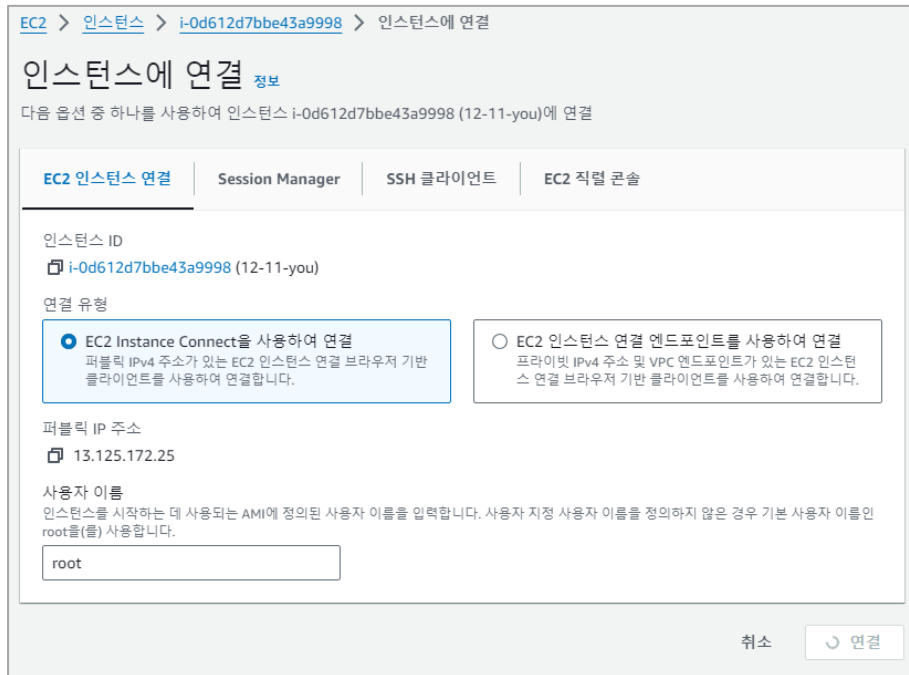 EC2 > 인스턴스 > i-0d612d7bbe43a9998 > 인스턴스에 연결
인스턴스에 연결 정보
다음 옵션 중 하나를 사용하여 인스턴스 i-0d612d7bbe43a9998 (12-11-you)에 연결
EC2 인스턴스 연결 Session Manager SSH 클라이언트 EC2 직렬 콘솔
인스턴스 ID
i-0d612d7bbe43a9998 (12-11-you)
연결 유형
EC2 Instance Connect을 사용하여 연결
퍼블릭 IPv4 주소가 있는 EC2 인스턴스 연결 브라우저 기반
클라이언트를 사용하여 연결합니다.
EC2 인스턴스 연결 엔드포인트를 사용하여 연결
프라이빗 IPv4 주소 및 VPC 엔드포인트가 있는 EC2 인스턴
스 연결 브라우저 기반 클라이언트를 사용하여 연결합니다.
퍼블릭 IP 주소
13.125.172.25
사용자 이름
인스턴스를 시작하는 데 사용되는 AMI에 정의된 사용자 이름을 입력합니다. 사용자 지정 사용자 이름을 정의하지 않은 경우 기본 사용자 이름인
root을(를) 사용합니다.
root
취소 연결